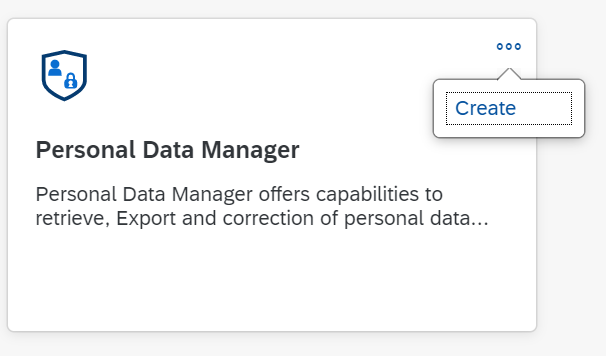 Create
Personal Data Manager
Personal Data Manager offers capabilities to
retrieve, Export and correction of personal data...